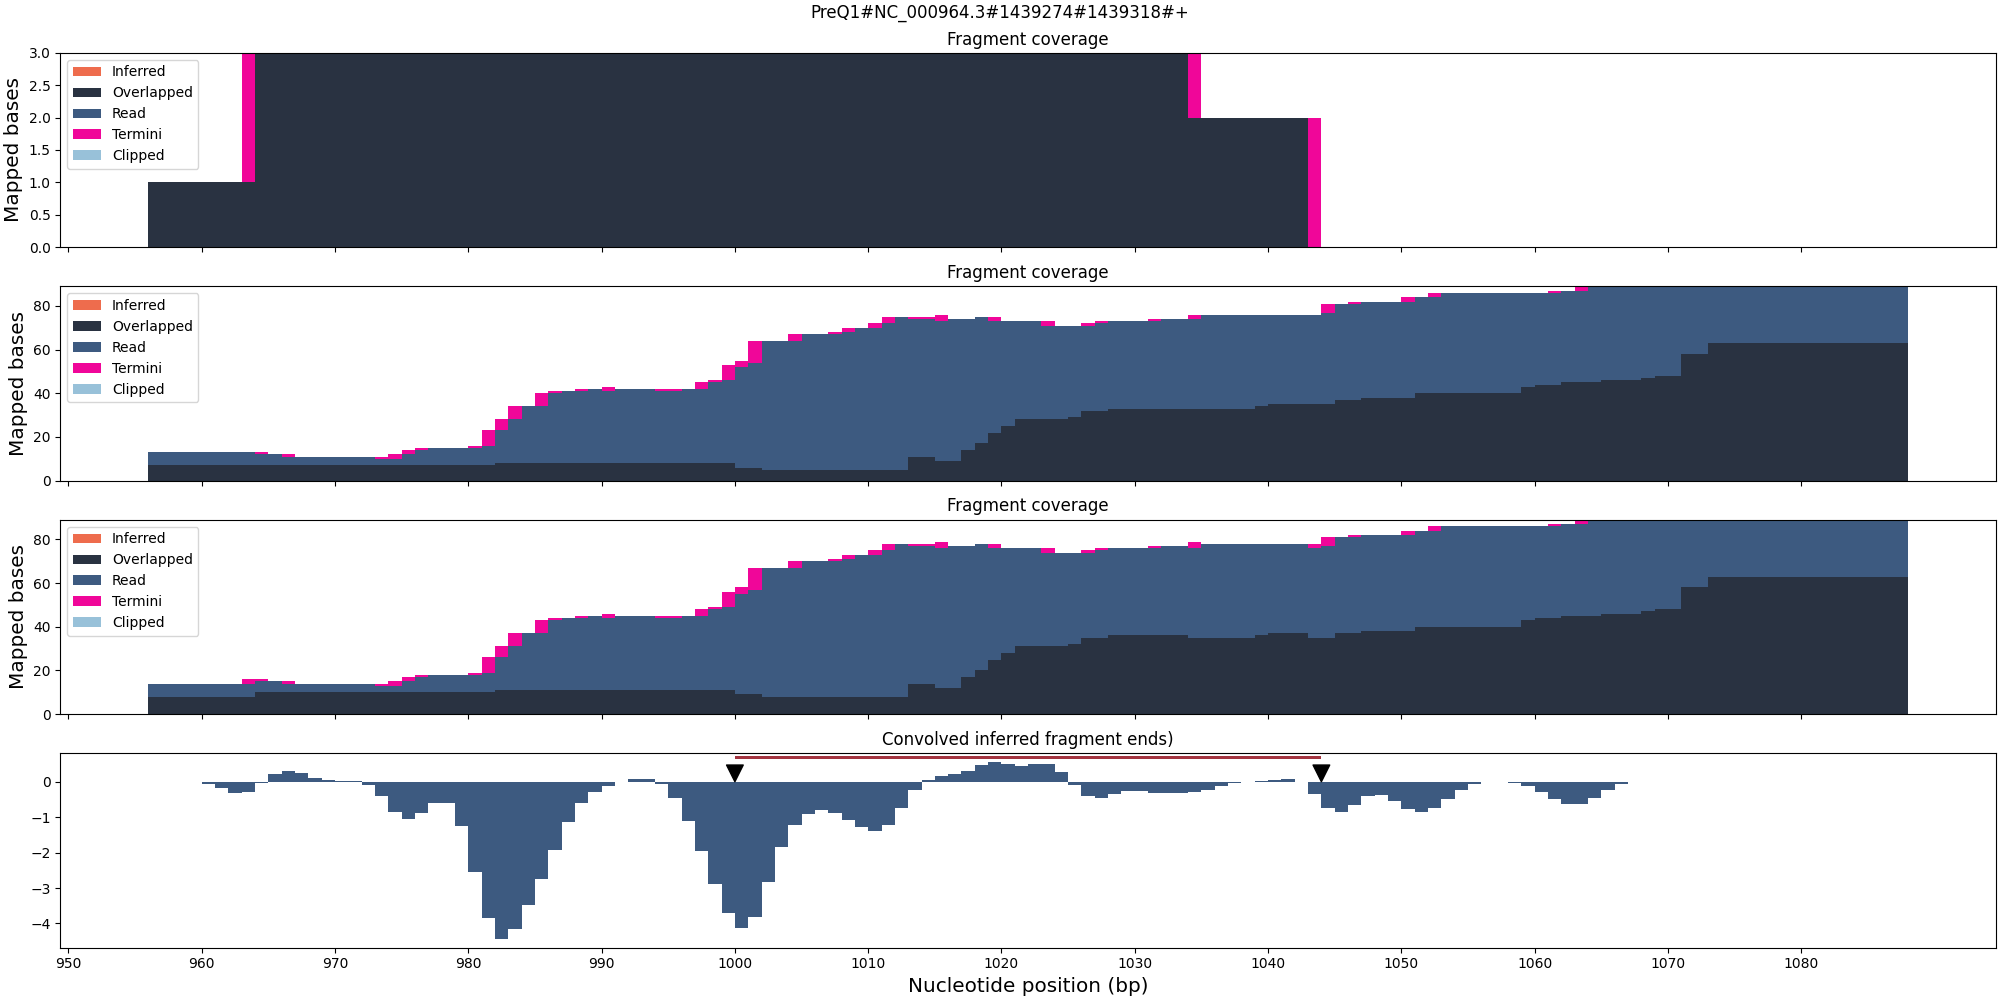 PreQ1#NC_000964.3#1439274#1439318#+
Fragment coverage
Mapped bases
3.0
2.5
2.0
1.5
1.0
0.5
0.0
Inferred
Overlapped
Read
Termini
Clipped
Fragment coverage
Mapped bases
80
60
40
20
0
Inferred
Overlapped
Read
Termini
Clipped
Fragment coverage
Mapped bases
80
60
40
20
0
Inferred
Overlapped
Read
Termini
Clipped
Convolved inferred fragment ends)
0
−1
−2
−3
−4
950 960 970 980 990 1000 1010 1020 1030 1040 1050 1060 1070 1080
Nucleotide position (bp)